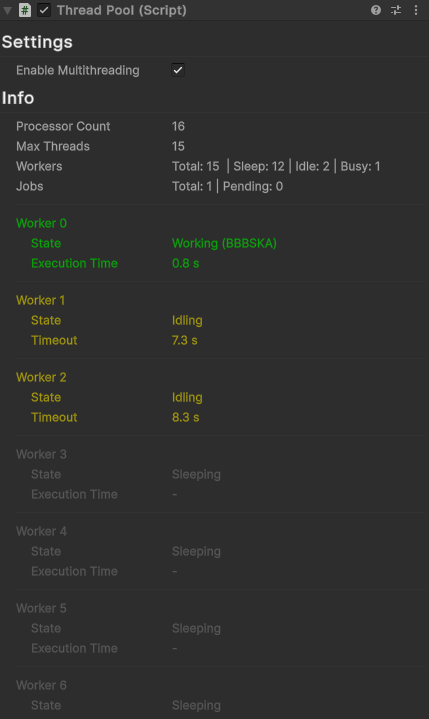 Thread Pool (Script)
Settings
Enable Multithreading
Info
Processor Count 16
Max Threads 15
Workers Total: 15 | Sleep: 12 | Idle: 2 | Busy: 1
Jobs Total: 1 | Pending: 0
Worker 0
State Working (BBBSKA)
Execution Time 0.8 s
Worker 1
State Idling
Timeout 7.3 s
Worker 2
State Idling
Timeout 8.3 s
Worker 3
State Sleeping
Execution Time -
Worker 4
State Sleeping
Execution Time -
Worker 5
State Sleeping
Execution Time -
Worker 6
State Sleeping